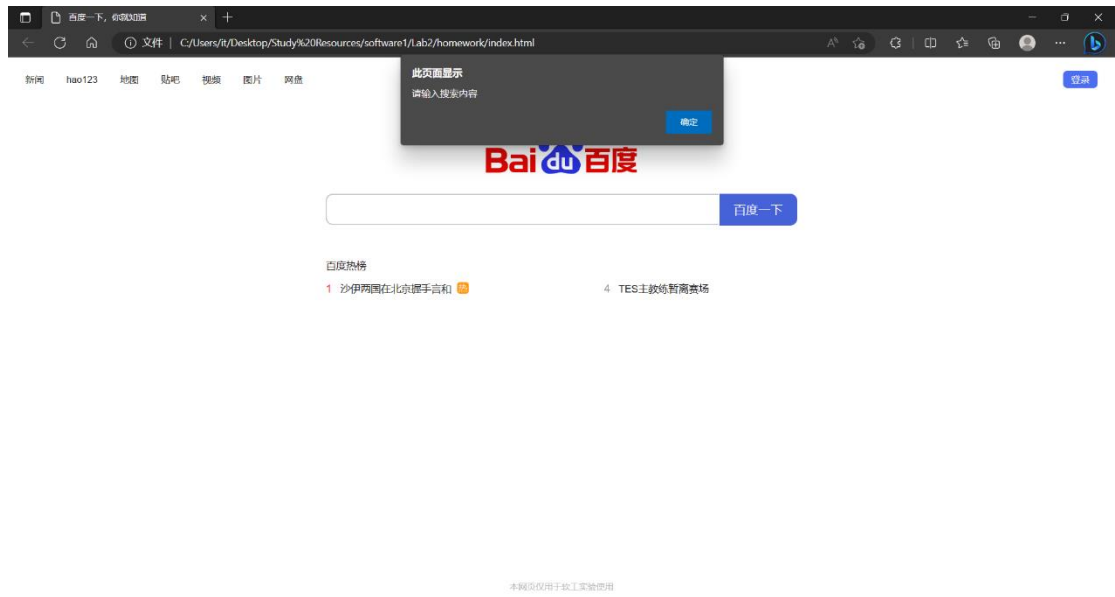 百度一下，你就知道
文件 | C:/Users/it/Desktop/Study%20Resources/software1/Lab2/homework/index.html
新闻 hao123 地图 贴吧 视频 图片 网盘
登录
此页面显示
请输入搜索内容
确定
Bai du 百度
百度一下
百度热榜
1 沙伊两国在北京握手言和 热
4 TES主教练暂离赛场
本网页仅用于软工实验使用